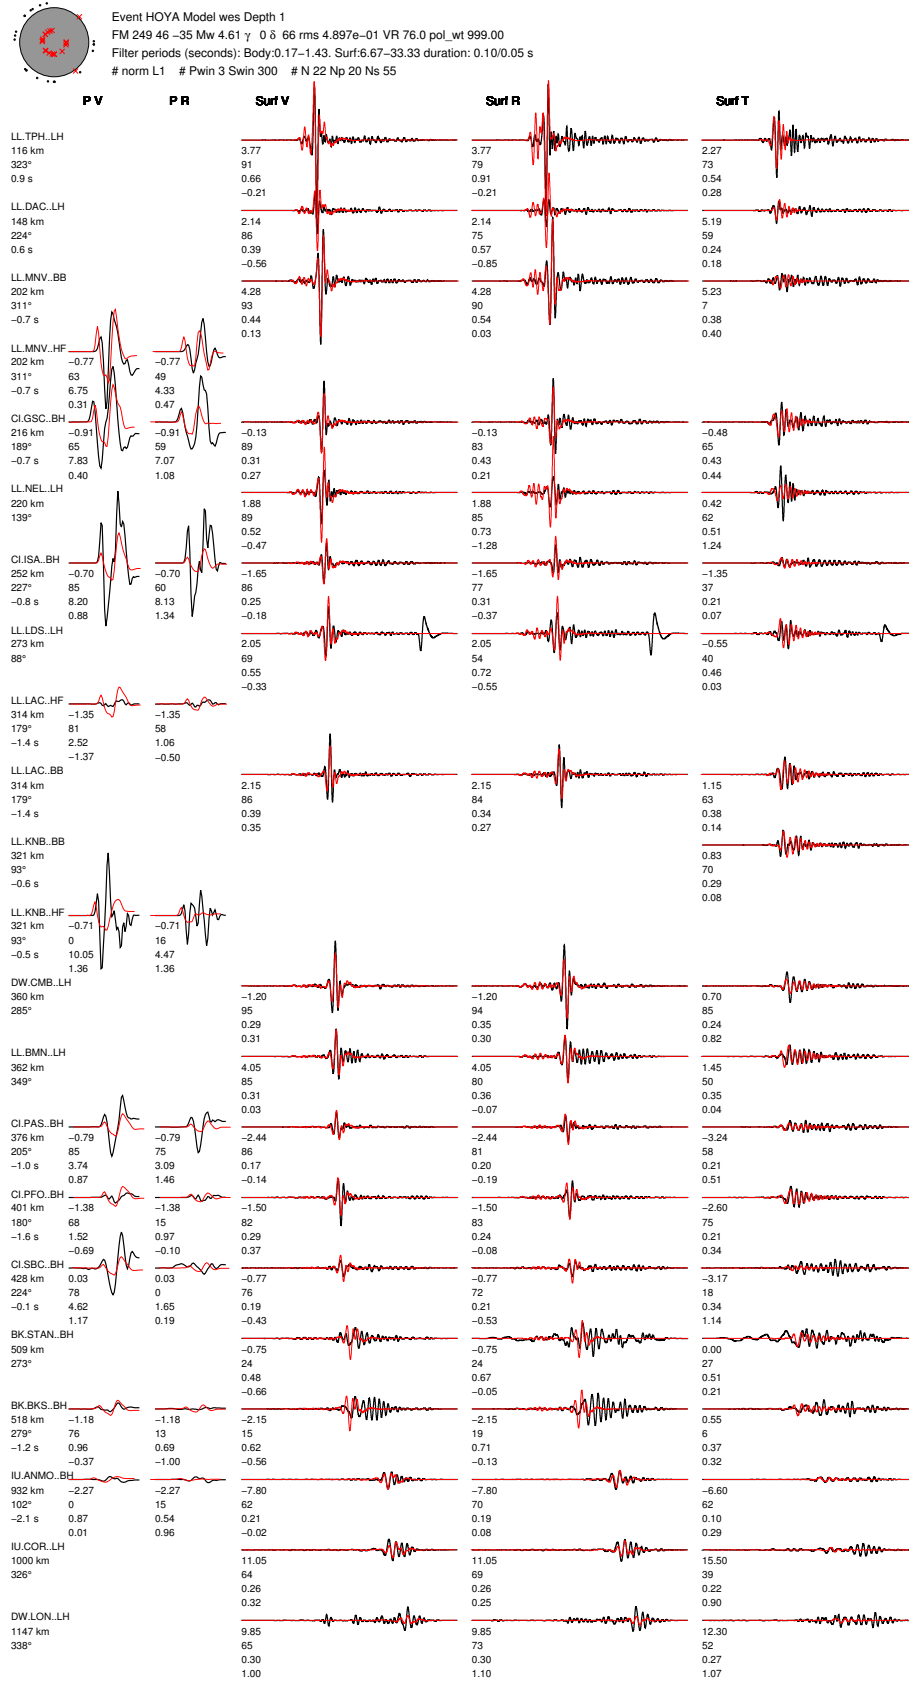 Event HOYA Model wes Depth 1
FM 249 46 −35 Mw 4.61 γ 0 δ 66 rms 4.897e−01 VR 76.0 pol_wt 999.00
Filter periods (seconds): Body:0.17−1.43. Surf:6.67−33.33 duration: 0.10/0.05 s
# norm L1 # Pwin 3 Swin 300 # N 22 Np 20 Ns 55
P V P R Surf V Surf R Surf T
LL.TPH..LH
116 km 3.77 3.77 2.27
323° 91 79 73
0.9 s 0.66 0.91 0.54
−0.21 −0.21 0.28
LL.DAC..LH
148 km 2.14 2.14 5.19
224° 86 75 59
0.6 s 0.39 0.57 0.24
−0.56 −0.85 0.18
LL.MNV..BB
202 km 4.28 4.28 5.23
311° 93 90 7
−0.7 s 0.44 0.54 0.38
0.13 0.03 0.40
LL.MNV..HF
202 km −0.77 −0.77
311° 63 49
−0.7 s 6.75 4.33
0.31 0.47
CI.GSC..BH
216 km −0.91 −0.91 −0.13 −0.13 −0.48
189° 65 59 89 83 65
−0.7 s 7.83 7.07 0.31 0.43 0.43
0.40 1.08 0.27 0.21 0.44
LL.NEL..LH
220 km 1.88 1.88 0.42
139° 89 85 62
0.52 0.73 0.51
−0.47 −1.28 1.24
CI.ISA..BH
252 km −0.70 −0.70 −1.65 −1.65 −1.35
227° 85 60 86 77 37
−0.8 s 8.20 8.13 0.25 0.31 0.21
0.88 1.34 −0.18 −0.37 0.07
LL.LDS..LH
273 km 2.05 2.05 −0.55
88° 69 54 40
0.55 0.72 0.46
−0.33 −0.55 0.03
LL.LAC..HF
314 km −1.35 −1.35
179° 81 58
−1.4 s 2.52 1.06
−1.37 −0.50
LL.LAC..BB
314 km 2.15 2.15 1.15
179° 86 84 63
−1.4 s 0.39 0.34 0.38
0.35 0.27 0.14
LL.KNB..BB
321 km 0.83
93° 70
−0.6 s 0.29
0.08
LL.KNB..HF
321 km −0.71 −0.71
93° 0 16
−0.5 s 10.05 4.47
1.36 1.36
DW.CMB..LH
360 km −1.20 −1.20 0.70
285° 95 94 85
0.29 0.35 0.24
0.31 0.30 0.82
LL.BMN..LH
362 km 4.05 4.05 1.45
349° 85 80 50
0.31 0.36 0.35
0.03 −0.07 0.04
CI.PAS..BH
376 km −0.79 −0.79 −2.44 −2.44 −3.24
205° 85 75 86 81 58
−1.0 s 3.74 3.09 0.17 0.20 0.21
0.87 1.46 −0.14 −0.19 0.51
CI.PFO..BH
401 km −1.38 −1.38 −1.50 −1.50 −2.60
180° 68 15 82 83 75
−1.6 s 1.52 0.97 0.29 0.24 0.21
−0.69 −0.10 0.37 −0.08 0.34
CI.SBC..BH
428 km 0.03 0.03 −0.77 −0.77 −3.17
224° 78 0 76 72 18
−0.1 s 4.62 1.65 0.19 0.21 0.34
1.17 0.19 −0.43 −0.53 1.14
BK.STAN..BH
509 km −0.75 −0.75 0.00
273° 24 24 27
0.48 0.67 0.51
−0.66 −0.05 0.21
BK.BKS..BH
518 km −1.18 −1.18 −2.15 −2.15 0.55
279° 76 13 15 19 6
−1.2 s 0.96 0.69 0.62 0.71 0.37
−0.37 −1.00 −0.56 −0.13 0.32
IU.ANMO..BH
932 km −2.27 −2.27 −7.80 −7.80 −6.60
102° 0 15 62 70 62
−2.1 s 0.87 0.54 0.21 0.19 0.10
0.01 0.96 −0.02 0.08 0.29
IU.COR..LH
1000 km 11.05 11.05 15.50
326° 64 69 39
0.26 0.26 0.22
0.32 0.25 0.90
DW.LON..LH
1147 km 9.85 9.85 12.30
338° 65 73 52
0.30 0.30 0.27
1.00 1.10 1.07